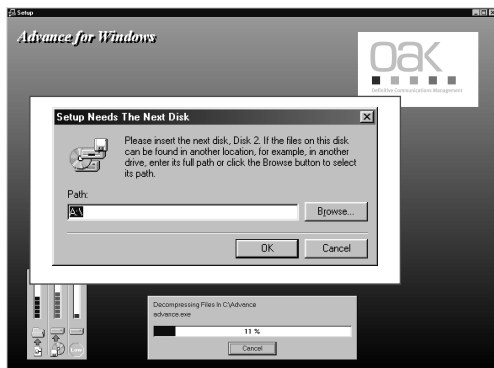 Setup
Advance for Windows
oak
Definitive Communications Management
Setup Needs The Next Disk
Please insert the next disk, Disk 2. If the files on this disk
can be found in another location, for example, in another
drive, enter its full path or click the Browse button to select
its path.
Path:
A:\
Browse...
OK
Cancel
Decompressing Files In C:\Advance
advance.exe
11 %
Cancel